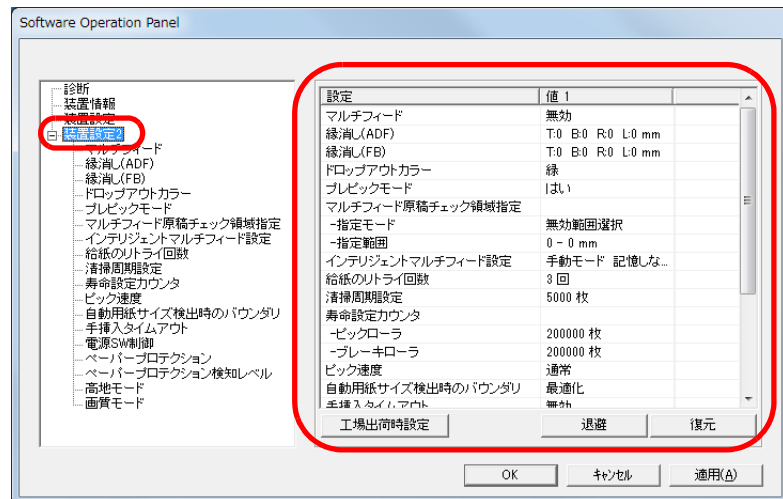 Software Operation Panel
診断
装置情報
装置設定
装置設定2
マルチフィード
縁消し(ADF)
縁消し(FB)
ドロップアウトカラー
プレピックモード
マルチフィード原稿チェック領域指定
インテリジェントマルチフィード設定
給紙のリトライ回数
清掃周期設定
寿命設定カウンタ
ピック速度
自動用紙サイズ検出時のバウンダリ
手挿入タイムアウト
電源SW制御
ペーパープロテクション
ペーパープロテクション検知レベル
高地モード
画質モード
設定 値 1
マルチフィード 無効
縁消し(ADF) T:0 B:0 R:0 L:0 mm
縁消し(FB) T:0 B:0 R:0 L:0 mm
ドロップアウトカラー 緑
プレピックモード はい
マルチフィード原稿チェック領域指定
-指定モード 無効範囲選択
-指定範囲 0 - 0 mm
インテリジェントマルチフィード設定 手動モード 記憶しな...
給紙のリトライ回数 3 回
清掃周期設定 5000 枚
寿命設定カウンタ
-ピックローラ 200000 枚
-ブレーキローラ 200000 枚
ピック速度 通常
自動用紙サイズ検出時のバウンダリ 最適化
手挿入タイムアウト 無効
工場出荷時設定 退避 復元
OK キャンセル 適用(A)